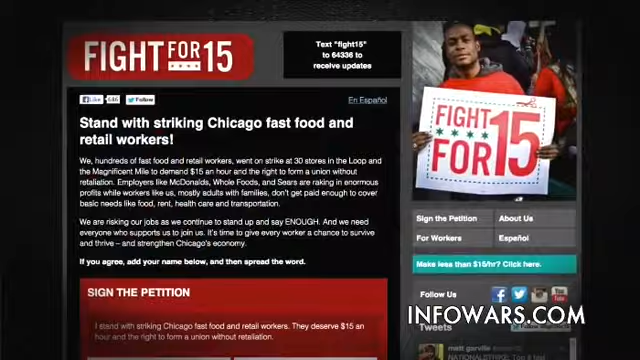 FIGHT FOR 15
Text "fight15"
to 64336 to
receive updates
Like 646 Follow
En Español
Stand with striking Chicago fast food and
retail workers!
We, hundreds of fast food and retail workers, went on strike at 30 stores in the Loop and
the Magnificent Mile to demand $15 an hour and the right to form a union without
retaliation. Employers like McDonalds, Whole Foods, and Sears are raking in enormous
profits while workers like us, mostly adults with families, don't get paid enough to cover
basic needs like food, rent, health care and transportation.
We are risking our jobs as we continue to stand up and say ENOUGH. And we need
everyone who supports us to join us. It's time to give every worker a chance to survive
and thrive – and strengthen Chicago's economy.
If you agree, add your name below, and then spread the word.
SIGN THE PETITION
I stand with striking Chicago fast food and retail workers. They deserve $15 an
hour and the right to form a union without retaliation.
FIGHT
FOR 15
Sign the Petition About Us
For Workers Español
Make less than $15/hr? Click here.
Follow Us
You Tube
INFOWARS.COM
Tweets